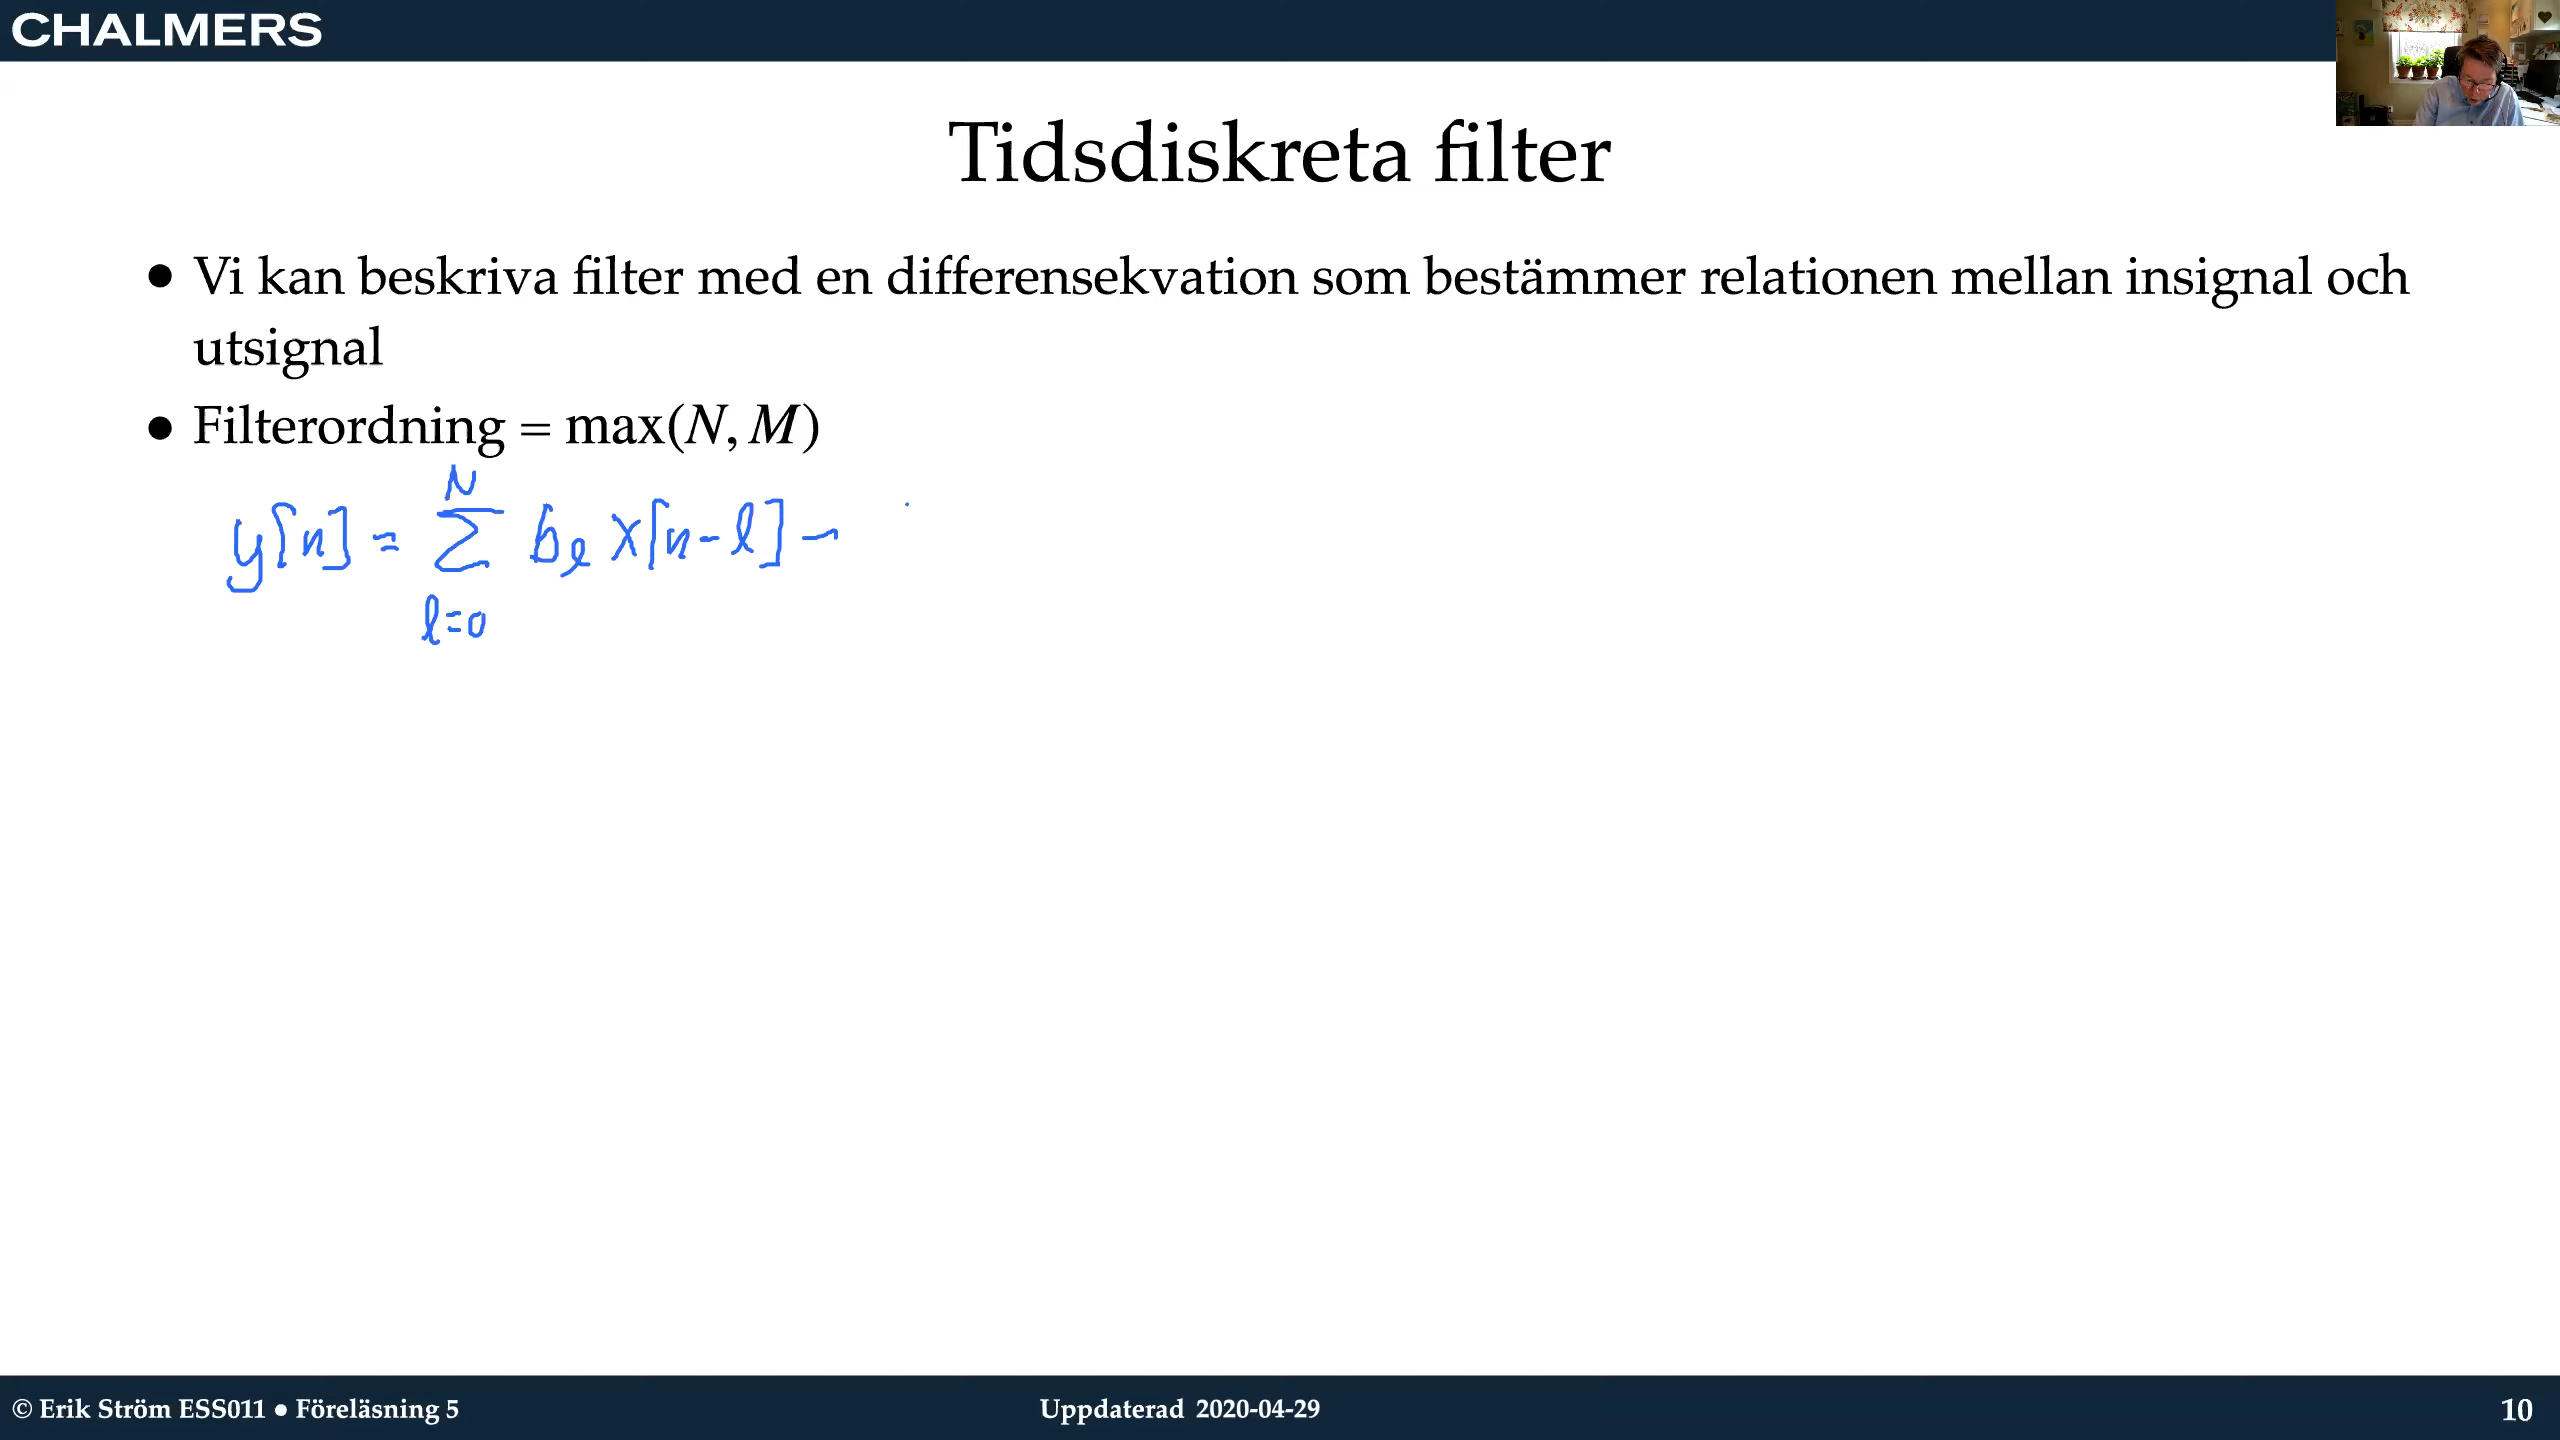 CHALMERS
Tidsdiskreta filter
• Vi kan beskriva filter med en differensekvation som bestämmer relationen mellan insignal och
utsignal
• Filterordning = max(N, M)
N
y[n] = ∑ bℓ x[n-ℓ] -
ℓ=0
© Erik Ström ESS011 • Föreläsning 5 Uppdaterad 2020-04-29 10